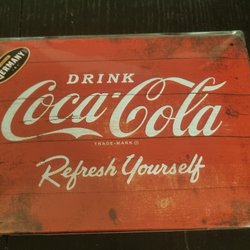 GERMANY
DRINK
Coca-Cola
TRADE-MARK ®
Refresh Yourself